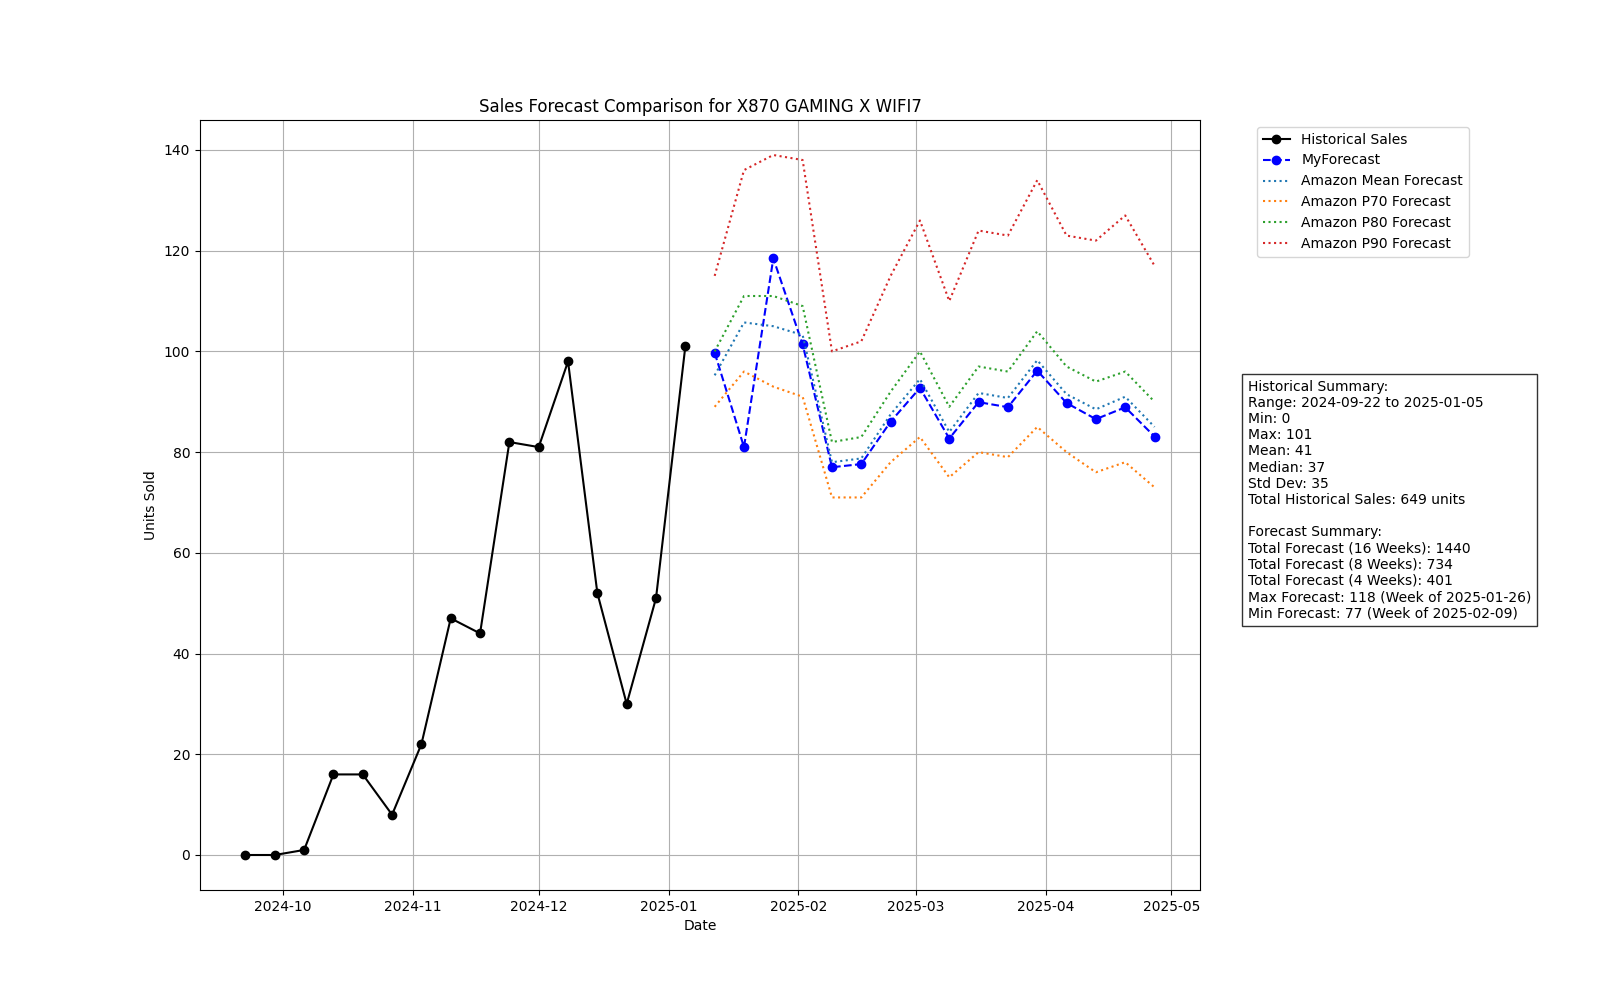 Sales Forecast Comparison for X870 GAMING X WIFI7
140
120
100
80
60
40
20
0
Units Sold
2024-10
2024-11
2024-12
2025-01
2025-02
2025-03
2025-04
2025-05
Date
Historical Sales
MyForecast
Amazon Mean Forecast
Amazon P70 Forecast
Amazon P80 Forecast
Amazon P90 Forecast
Historical Summary:
Range: 2024-09-22 to 2025-01-05
Min: 0
Max: 101
Mean: 41
Median: 37
Std Dev: 35
Total Historical Sales: 649 units
Forecast Summary:
Total Forecast (16 Weeks): 1440
Total Forecast (8 Weeks): 734
Total Forecast (4 Weeks): 401
Max Forecast: 118 (Week of 2025-01-26)
Min Forecast: 77 (Week of 2025-02-09)